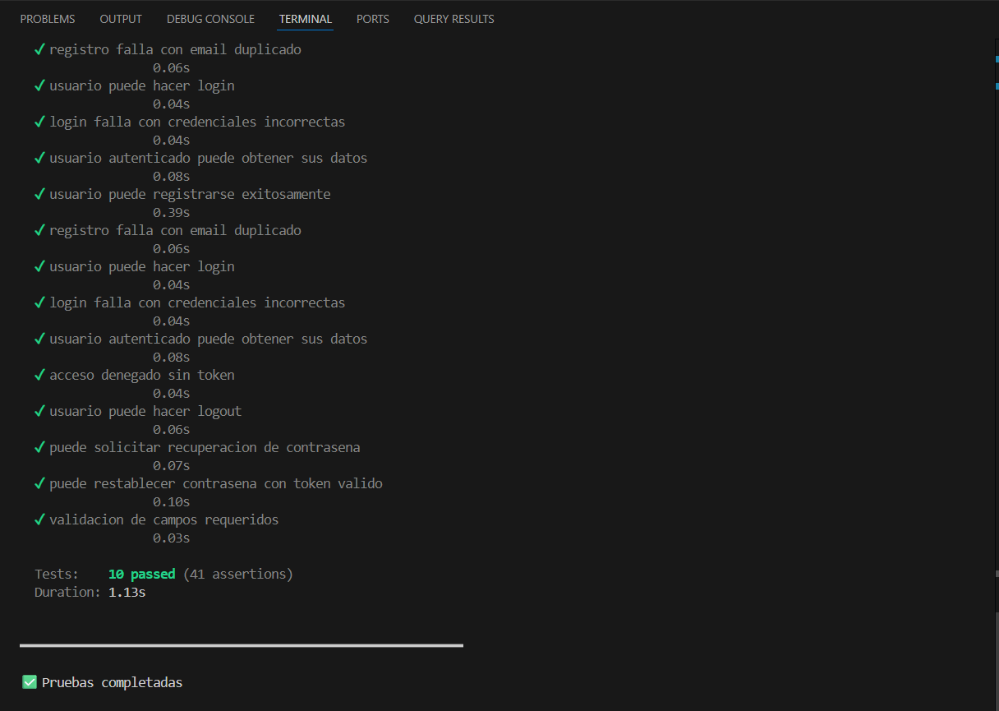 PROBLEMS OUTPUT DEBUG CONSOLE TERMINAL PORTS QUERY RESULTS
✓ registro falla con email duplicado
0.06s
✓ usuario puede hacer login
0.04s
✓ login falla con credenciales incorrectas
0.04s
✓ usuario autenticado puede obtener sus datos
0.08s
✓ usuario puede registrarse exitosamente
0.39s
✓ registro falla con email duplicado
0.06s
✓ usuario puede hacer login
0.04s
✓ login falla con credenciales incorrectas
0.04s
✓ usuario autenticado puede obtener sus datos
0.08s
✓ acceso denegado sin token
0.04s
✓ usuario puede hacer logout
0.06s
✓ puede solicitar recuperacion de contrasena
0.07s
✓ puede restablecer contrasena con token valido
0.10s
✓ validacion de campos requeridos
0.03s
Tests: 10 passed (41 assertions)
Duration: 1.13s
✅ Pruebas completadas